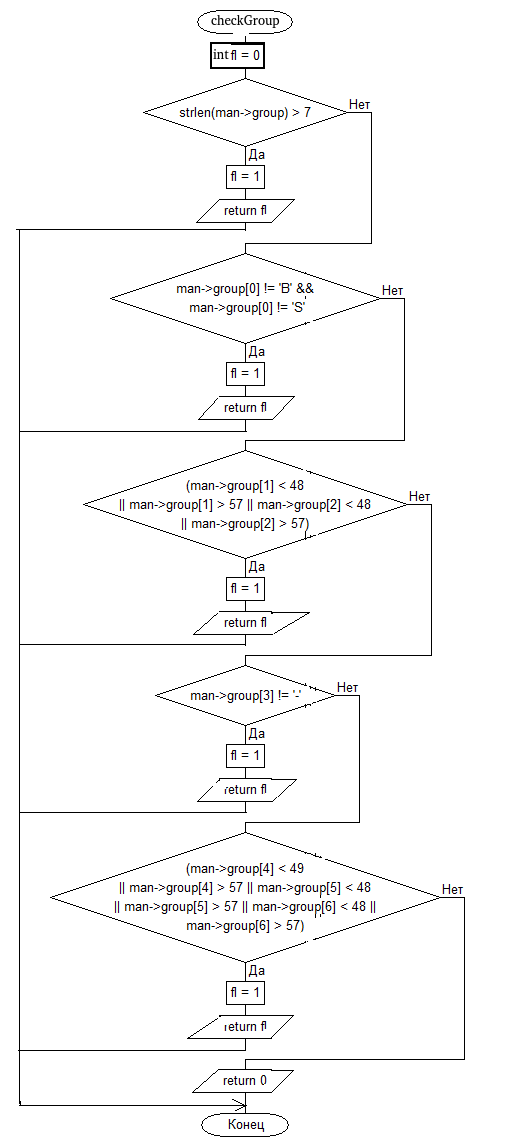 checkGroup
int fl = 0
strlen(man->group) > 7
Нет
Да
fl = 1
return fl
man->group[0] != 'B' &&
man->group[0] != 'S'
Нет
Да
fl = 1
return fl
(man->group[1] < 48
|| man->group[1] > 57 || man->group[2] < 48
|| man->group[2] > 57)
Нет
Да
fl = 1
return fl
man->group[3] != '-'
Нет
Да
fl = 1
return fl
(man->group[4] < 49
|| man->group[4] > 57 || man->group[5] < 48
|| man->group[5] > 57 || man->group[6] < 48 ||
man->group[6] > 57)
Нет
Да
fl = 1
return fl
return 0
Конец